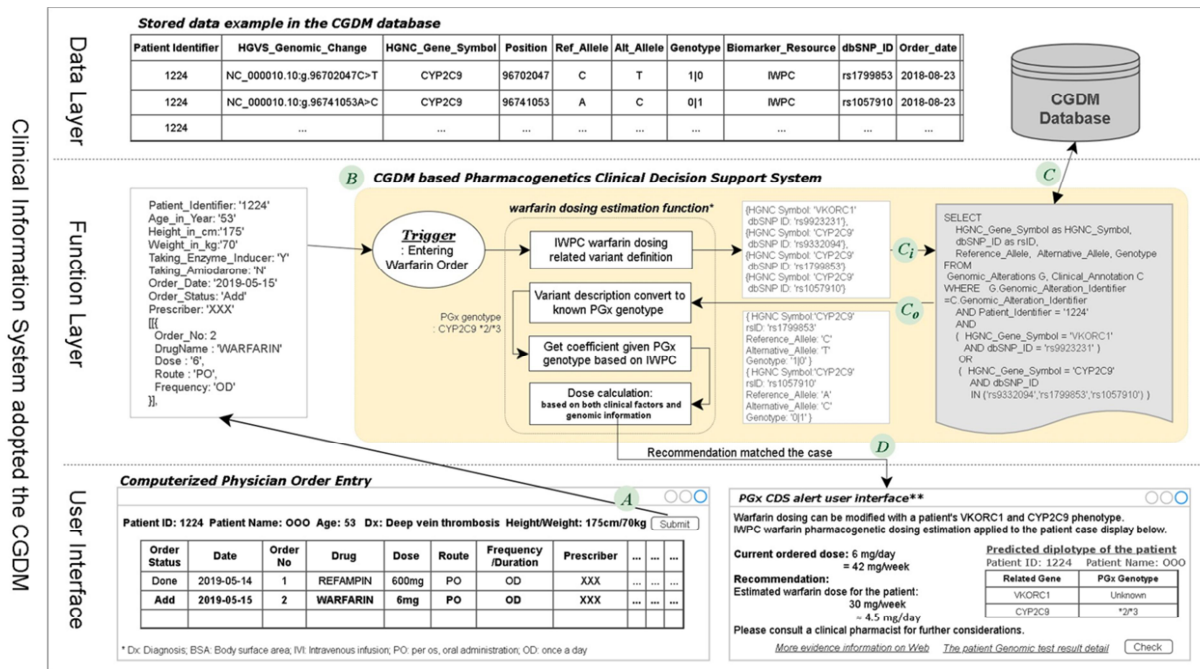 Clinical Information System adopted the CGDM
Data Layer
Stored data example in the CGDM database
Patient Identifier HGVS_Genomic_Change HGNC_Gene_Symbol Position Ref_Allele Alt_Allele Genotype Biomarker_Resource dbSNP_ID Order_date
1224 NC_000010.10:g.96702047C>T CYP2C9 96702047 C T 1|0 IWPC rs1799853 2018-08-23
1224 NC_000010.10:g.96741053A>C CYP2C9 96741053 A C 0|1 IWPC rs1057910 2018-08-23
1224 ... ... ... ... ... ... ... ... ...
CGDM
Database
Function Layer
B CGDM based Pharmacogenetics Clinical Decision Support System
C
Patient_Identifier: '1224'
Age_in_Year: '53'
Height_in_cm:'175'
Weight_in_kg:'70'
Taking_Enzyme_Inducer: 'Y'
Taking_Amiodarone: 'N'
Order_Date: '2019-05-15'
Order_Status: 'Add'
Prescriber: 'XXX'
[[{
Order_No: 2
DrugName : 'WARFARIN'
Dose : '6',
Route : 'PO',
Frequency: 'OD'
}],
Trigger
: Entering
Warfarin Order
warfarin dosing estimation function*
IWPC warfarin dosing
related variant definition
Variant description convert to
known PGx genotype
PGx genotype
: CYP2C9 *2/*3
Get coefficient given PGx
genotype based on IWPC
Dose calculation:
based on both clinical factors and
genomic information
{HGNC Symbol: 'VKORC1'
dbSNP ID: 'rs9923231'},
{HGNC Symbol: 'CYP2C9'
dbSNP ID: 'rs9332094'},
{HGNC Symbol: 'CYP2C9'
dbSNP ID: 'rs1799853'}
{HGNC Symbol: 'CYP2C9'
dbSNP ID: 'rs1057910'}
Ci
Co
{ HGNC Symbol:'CYP2C9'
rsID: 'rs1799853'
Reference_Allele: 'C'
Alternative_Allele: 'T'
Genotype: '1|0' }
{ HGNC Symbol:'CYP2C9'
rsID: 'rs1057910'
Reference_Allele: 'A'
Alternative_Allele: 'C'
Genotype: '0|1' }
SELECT
HGNC_Gene_Symbol as HGNC_Symbol,
dbSNP_ID as rsID,
Reference_Allele, Alternative_Allele, Genotype
FROM
Genomic_Alterations G, Clinical_Annotation C
WHERE G.Genomic_Alteration_Identifier
=C.Genomic_Alteration_Identifier
AND Patient_Identifier = '1224'
AND
( HGNC_Gene_Symbol = 'VKORC1'
AND dbSNP_ID = 'rs9923231' )
OR
( HGNC_Gene_Symbol = 'CYP2C9'
AND dbSNP_ID
IN ('rs9332094','rs1799853','rs1057910') )
Recommendation matched the case
D
User Interface
Computerized Physician Order Entry
A
Patient ID: 1224 Patient Name: OOO Age: 53 Dx: Deep vein thrombosis Height/Weight: 175cm/70kg Submit
Order Status Date Order No Drug Dose Route Frequency /Duration Prescriber ... ... ...
Done 2019-05-14 1 REFAMPIN 600mg PO OD XXX ... ... ...
Add 2019-05-15 2 WARFARIN 6mg PO OD XXX ... ... ...
* Dx: Diagnosis; BSA: Body surface area; IVI: Intravenous infusion; PO: per os, oral administration; OD: once a day
PGx CDS alert user interface**
Warfarin dosing can be modified with a patient's VKORC1 and CYP2C9 phenotype.
IWPC warfarin pharmacogenetic dosing estimation applied to the patient case display below.
Current ordered dose: 6 mg/day
= 42 mg/week
Recommendation:
Estimated warfarin dose for the patient:
30 mg/week
~ 4.5 mg/day
Predicted diplotype of the patient
Patient ID: 1224 Patient Name: OOO
Related Gene PGx Genotype
VKORC1 Unknown
CYP2C9 *2/*3
Please consult a clinical pharmacist for further considerations.
More evidence information on Web The patient Genomic test result detail Check